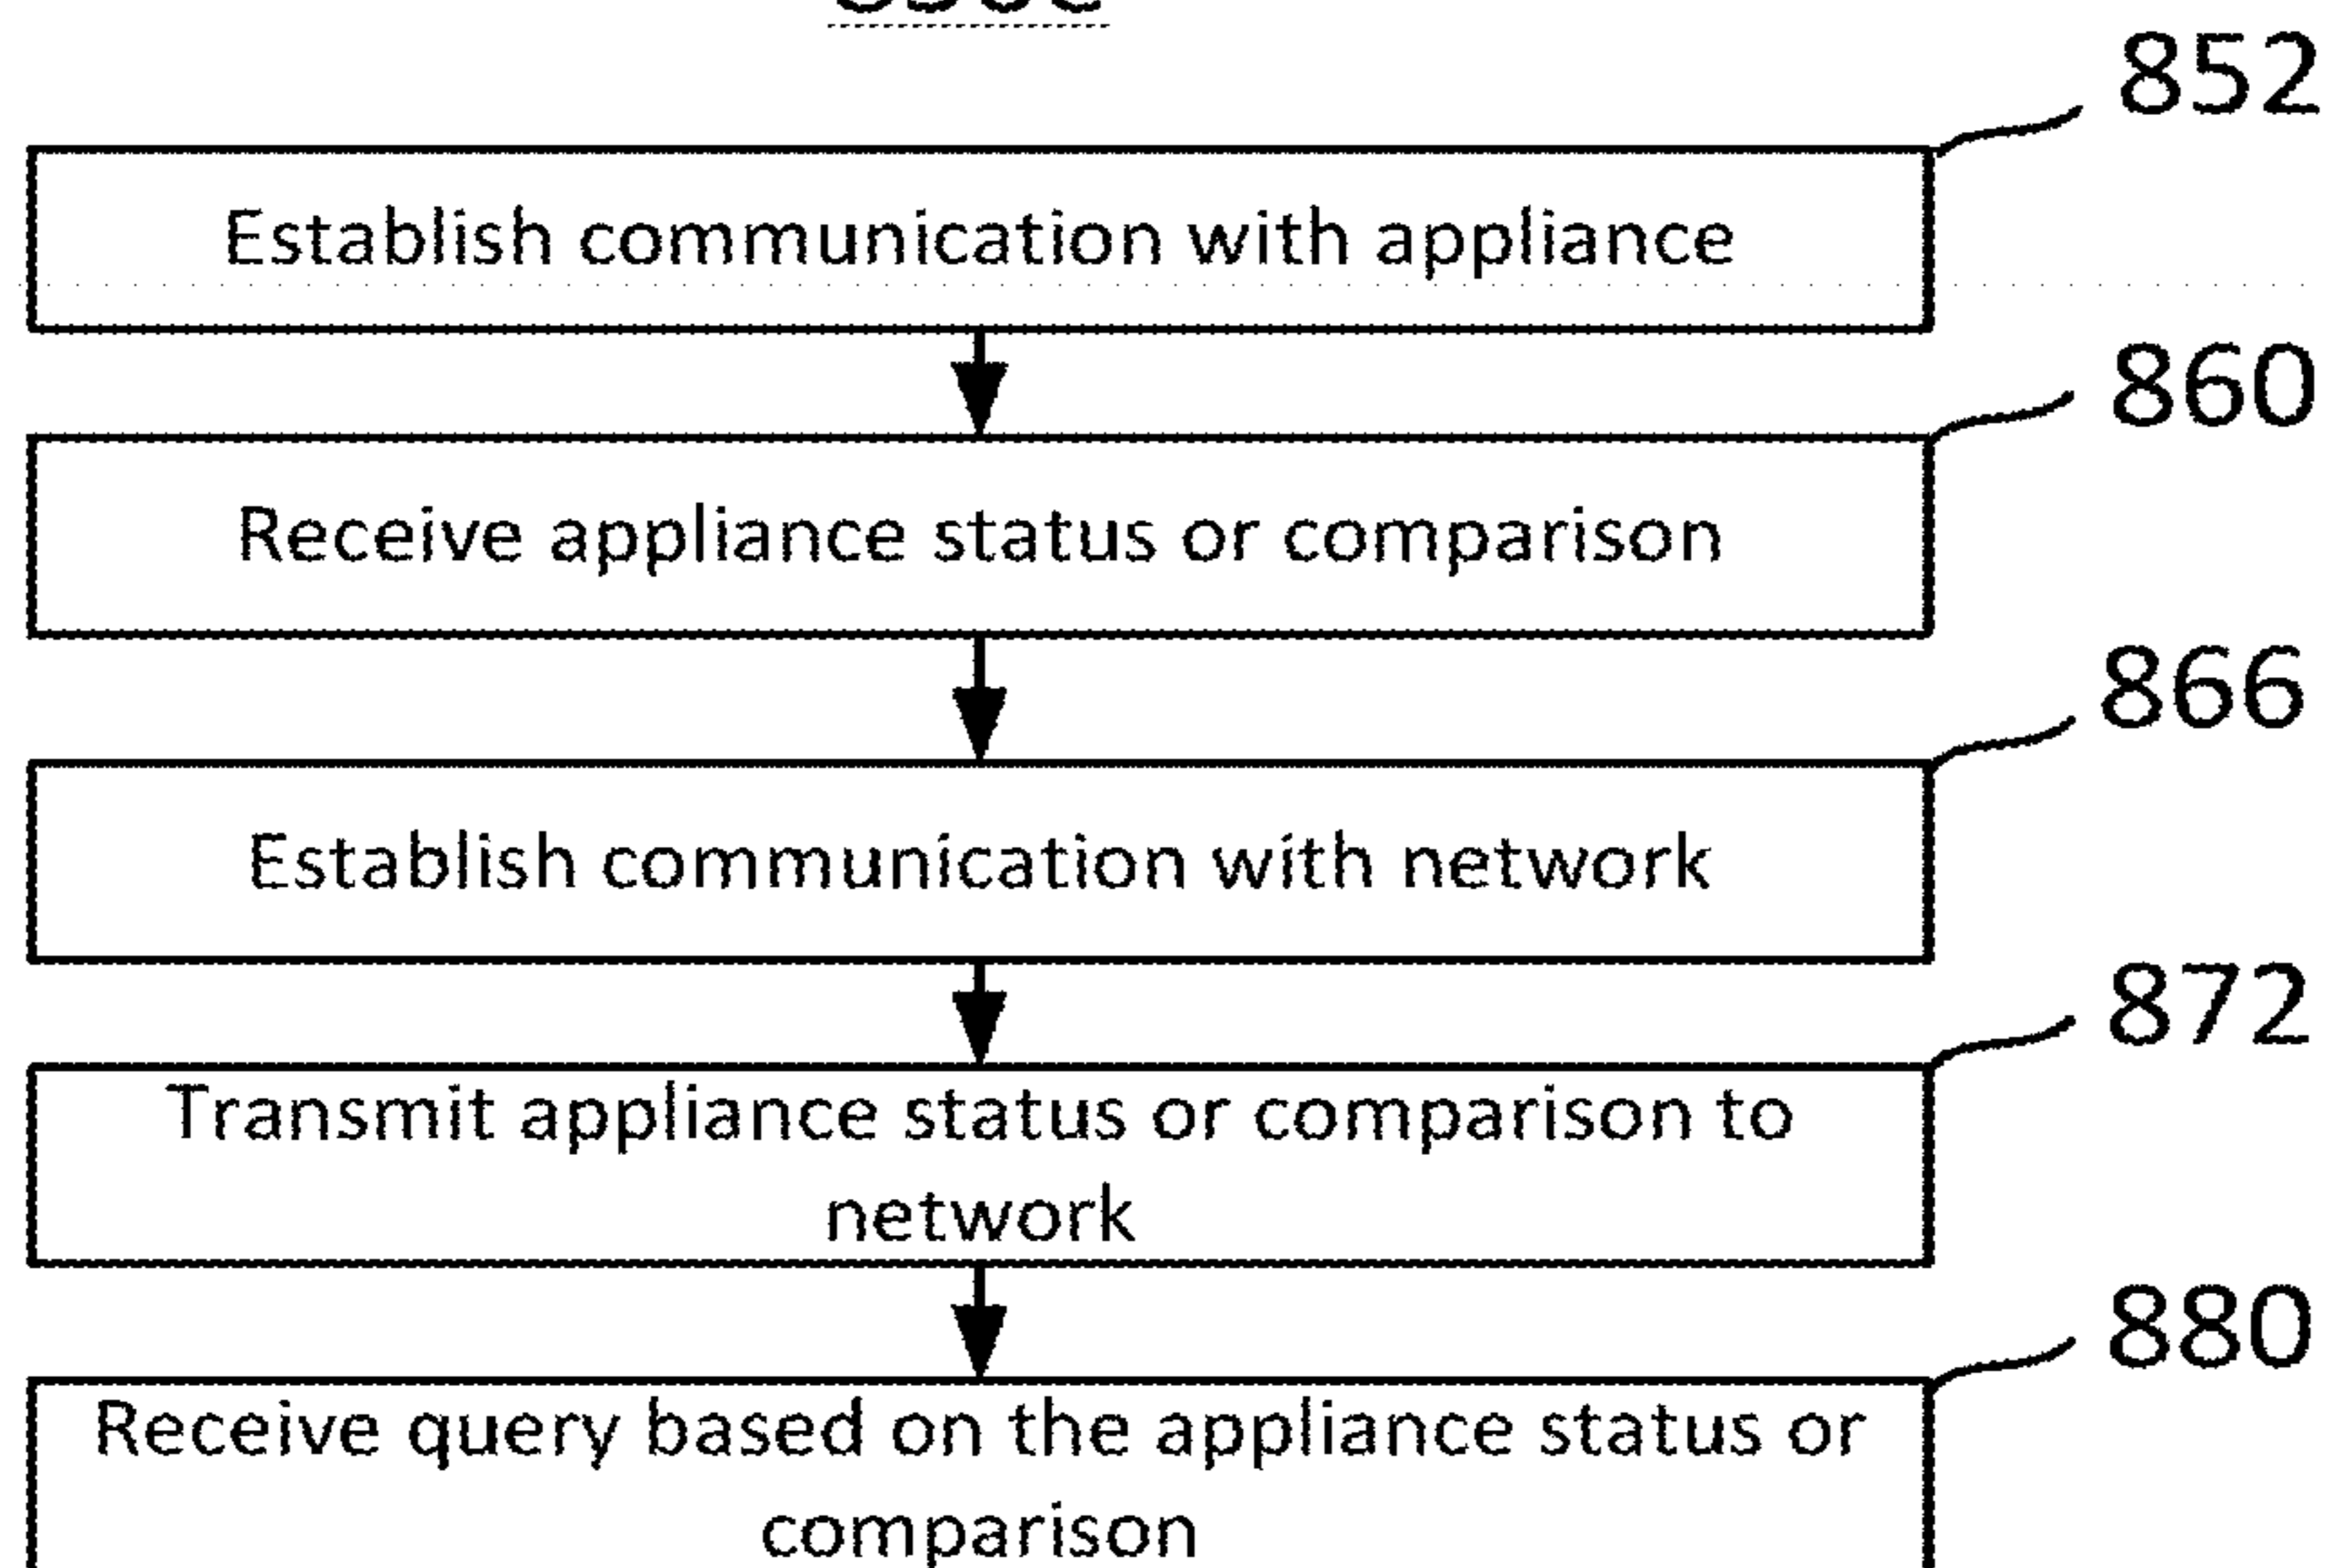 852
Establish communication with appliance
860
Receive appliance status or comparison
866
Establish communication with network
872
Transmit appliance status or comparison to
network
880
Receive query based on the appliance status or
comparison